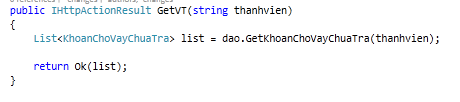 public IHttpActionResult GetVT(string thanhvien)
{
List<KhoanChoVayChuaTra> list = dao.GetKhoanChoVayChuaTra(thanhvien);
return Ok(list);
}